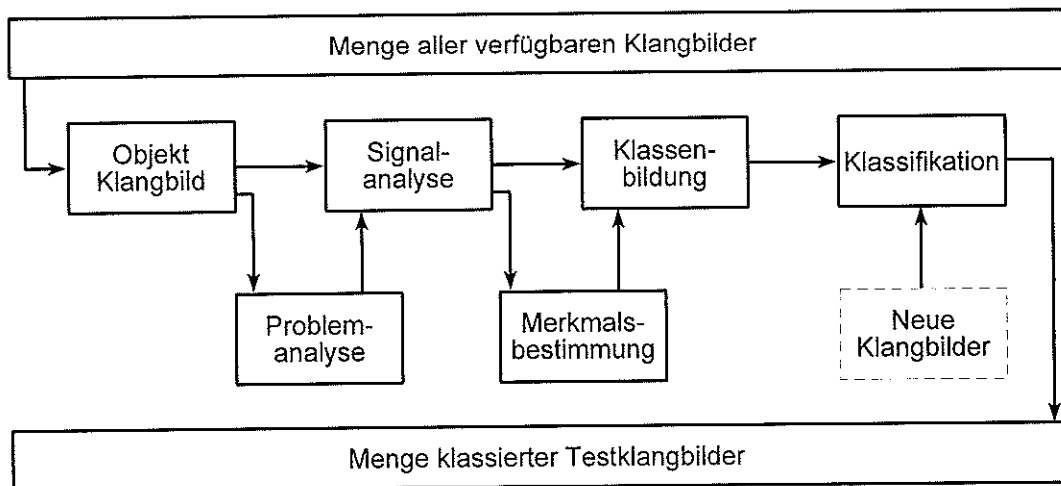 Menge aller verfügbaren Klangbilder
Objekt
Klangbild
Signal-
analyse
Klassen-
bildung
Klassifikation
Problem-
analyse
Merkmals-
bestimmung
Neue
Klangbilder
Menge klassierter Testklangbilder